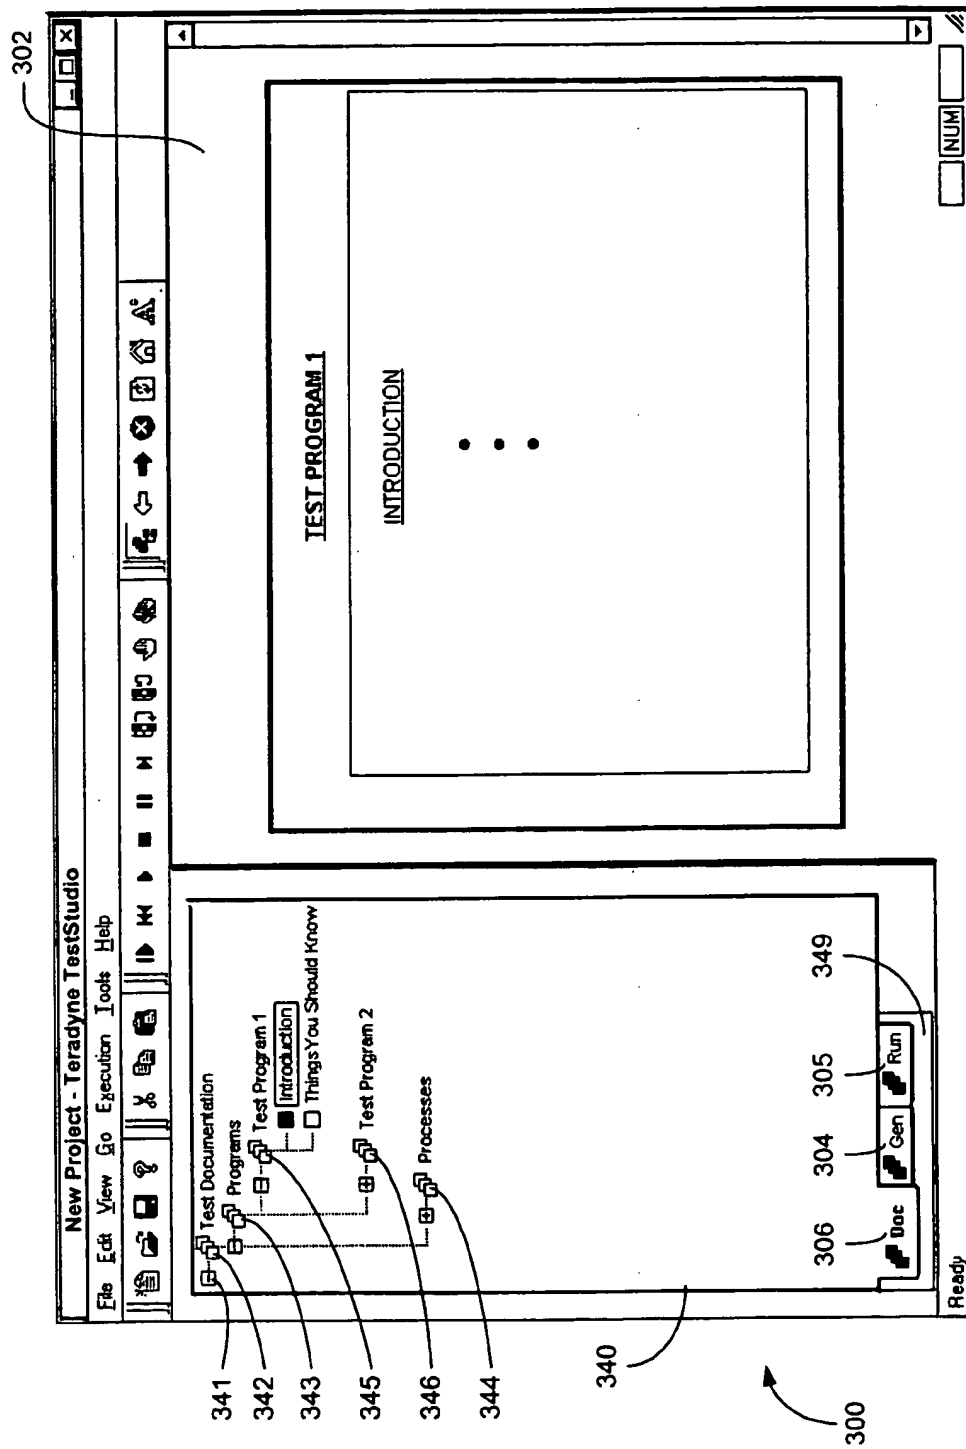 302
New Project - Teradyne TestStudio
File Edit View Go Execution Tools Help
Test Documentation
Programs
Test Program 1
Introduction
Things You Should Know
Test Program 2
Processes
TEST PROGRAM 1
INTRODUCTION
341
342
343
345
346
344
340
300
306
304
305
349
Doc
Gen
Run
Ready
NUM